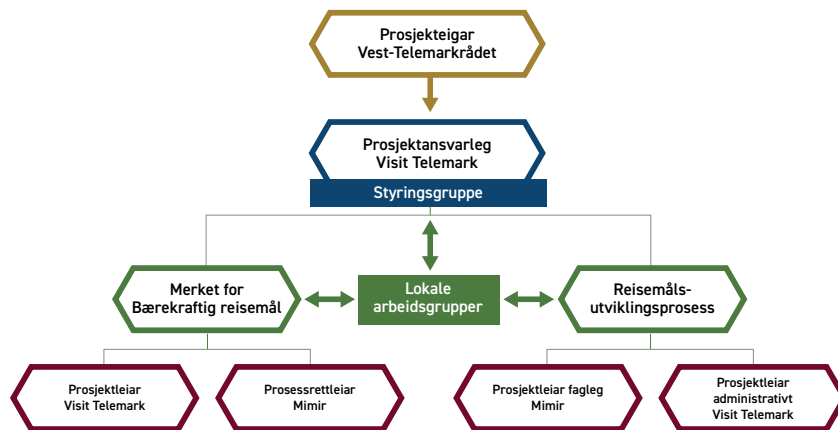 Prosjekteigar
Vest-Telemarkrådet
Prosjektansvarleg
Visit Telemark
Styringsgruppe
Merket for
Bærekraftig reisemål
Lokale
arbeidsgrupper
Reisemåls-
utviklingsprosess
Prosjektleiar
Visit Telemark
Prosessrettleiar
Mimir
Prosjektleiar fagleg
Mimir
Prosjektleiar
administrativt
Visit Telemark